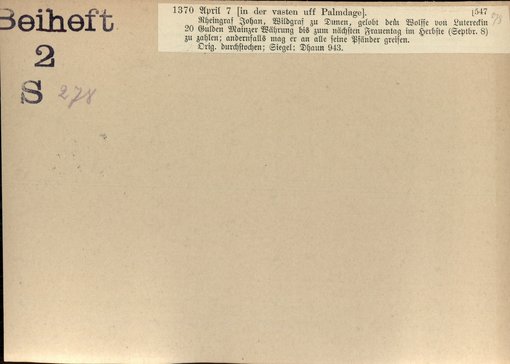 Beiheft
2
S 278
1370 April 7 [in der vasten uff Palmdage]. [547
Rheingraf Johan, Wildgraf zu Dunen, gelobt dem Wolffe von Luterecken
20 Gulden Mainzer Währung bis zum nächsten Frauentag im Herbste (Septbr. 8)
zu zahlen; andernfalls mag er an alle seine Pfänder greifen.
Orig. durchstochen; Siegel; Dhaun 943.